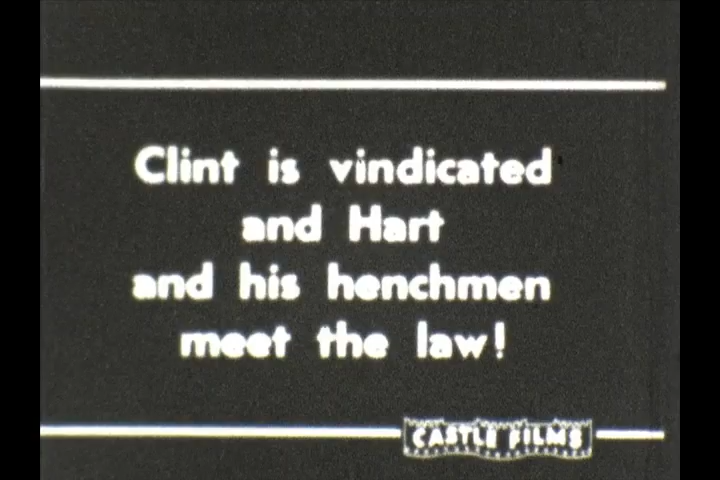 Clint is vindicated
and Hart
and his henchmen
meet the law!
CASTLE FILMS